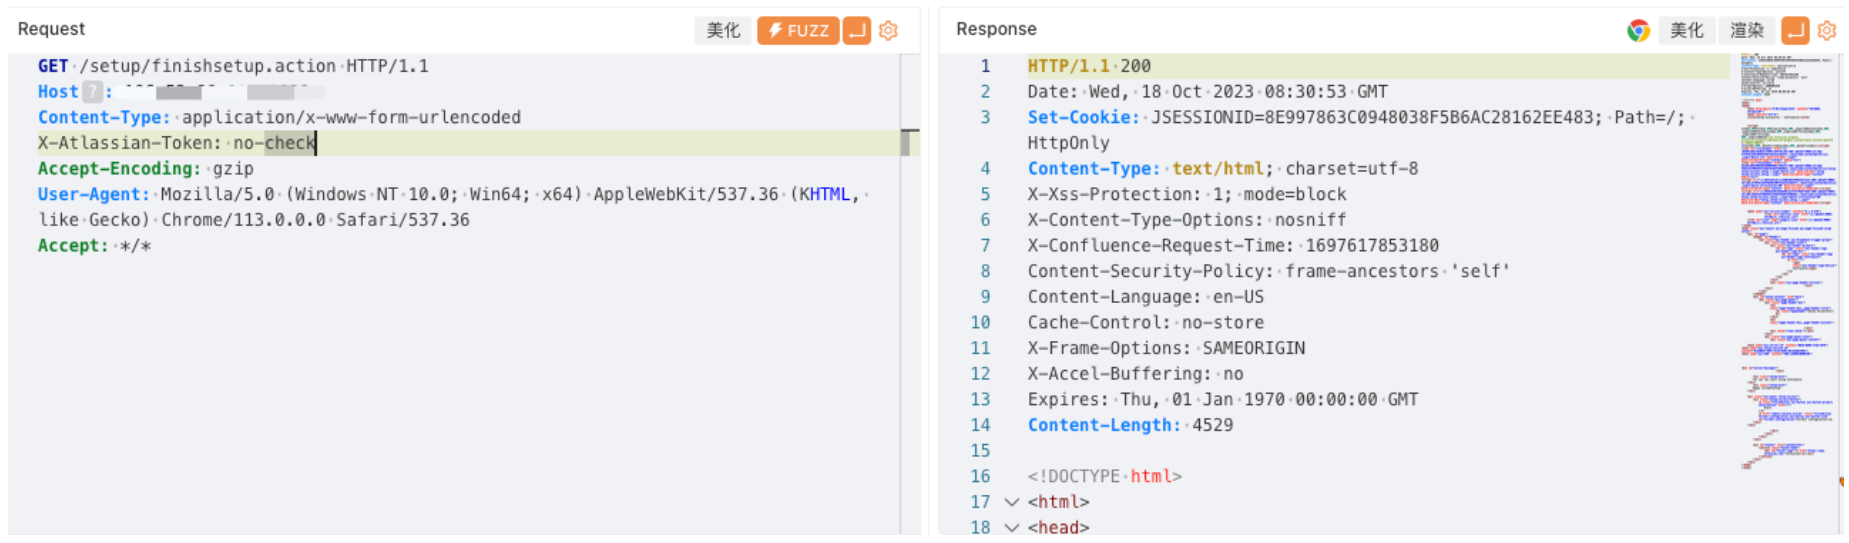 Request
美化
FUZZ
GET /setup/finishsetup.action HTTP/1.1
Host ? :
Content-Type: application/x-www-form-urlencoded
X-Atlassian-Token: no-check
Accept-Encoding: gzip
User-Agent: Mozilla/5.0 (Windows NT 10.0; Win64; x64) AppleWebKit/537.36 (KHTML,
like Gecko) Chrome/113.0.0.0 Safari/537.36
Accept: */*
Response
美化
渲染
1 HTTP/1.1 200
2 Date: Wed, 18 Oct 2023 08:30:53 GMT
3 Set-Cookie: JSESSIONID=8E997863C0948038F5B6AC28162EE483; Path=/;
HttpOnly
4 Content-Type: text/html; charset=utf-8
5 X-Xss-Protection: 1; mode=block
6 X-Content-Type-Options: nosniff
7 X-Confluence-Request-Time: 1697617853180
8 Content-Security-Policy: frame-ancestors 'self'
9 Content-Language: en-US
10 Cache-Control: no-store
11 X-Frame-Options: SAMEORIGIN
12 X-Accel-Buffering: no
13 Expires: Thu, 01 Jan 1970 00:00:00 GMT
14 Content-Length: 4529
15
16 <!DOCTYPE html>
17 <html>
18 <head>